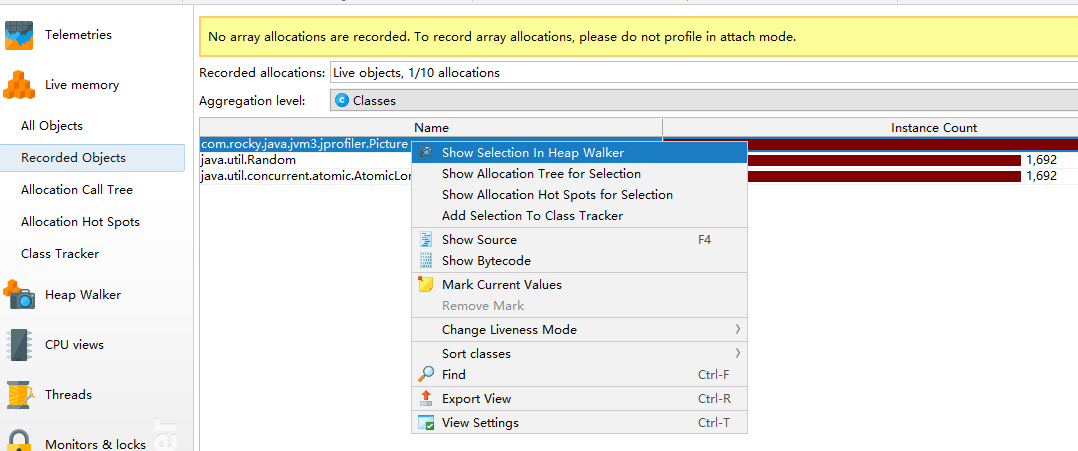 Telemetries
Live memory
All Objects
Recorded Objects
Allocation Call Tree
Allocation Hot Spots
Class Tracker
Heap Walker
CPU views
Threads
Monitors & locks
No array allocations are recorded. To record array allocations, please do not profile in attach mode.
Recorded allocations: Live objects, 1/10 allocations
Aggregation level: Classes
Name Instance Count
com.rocky.java.jvm3.jprofiler.Picture
java.util.Random 1,692
java.util.concurrent.atomic.AtomicLon 1,692
Show Selection In Heap Walker
Show Allocation Tree for Selection
Show Allocation Hot Spots for Selection
Add Selection To Class Tracker
Show Source F4
Show Bytecode
Mark Current Values
Remove Mark
Change Liveness Mode
Sort classes
Find Ctrl-F
Export View Ctrl-R
View Settings Ctrl-T